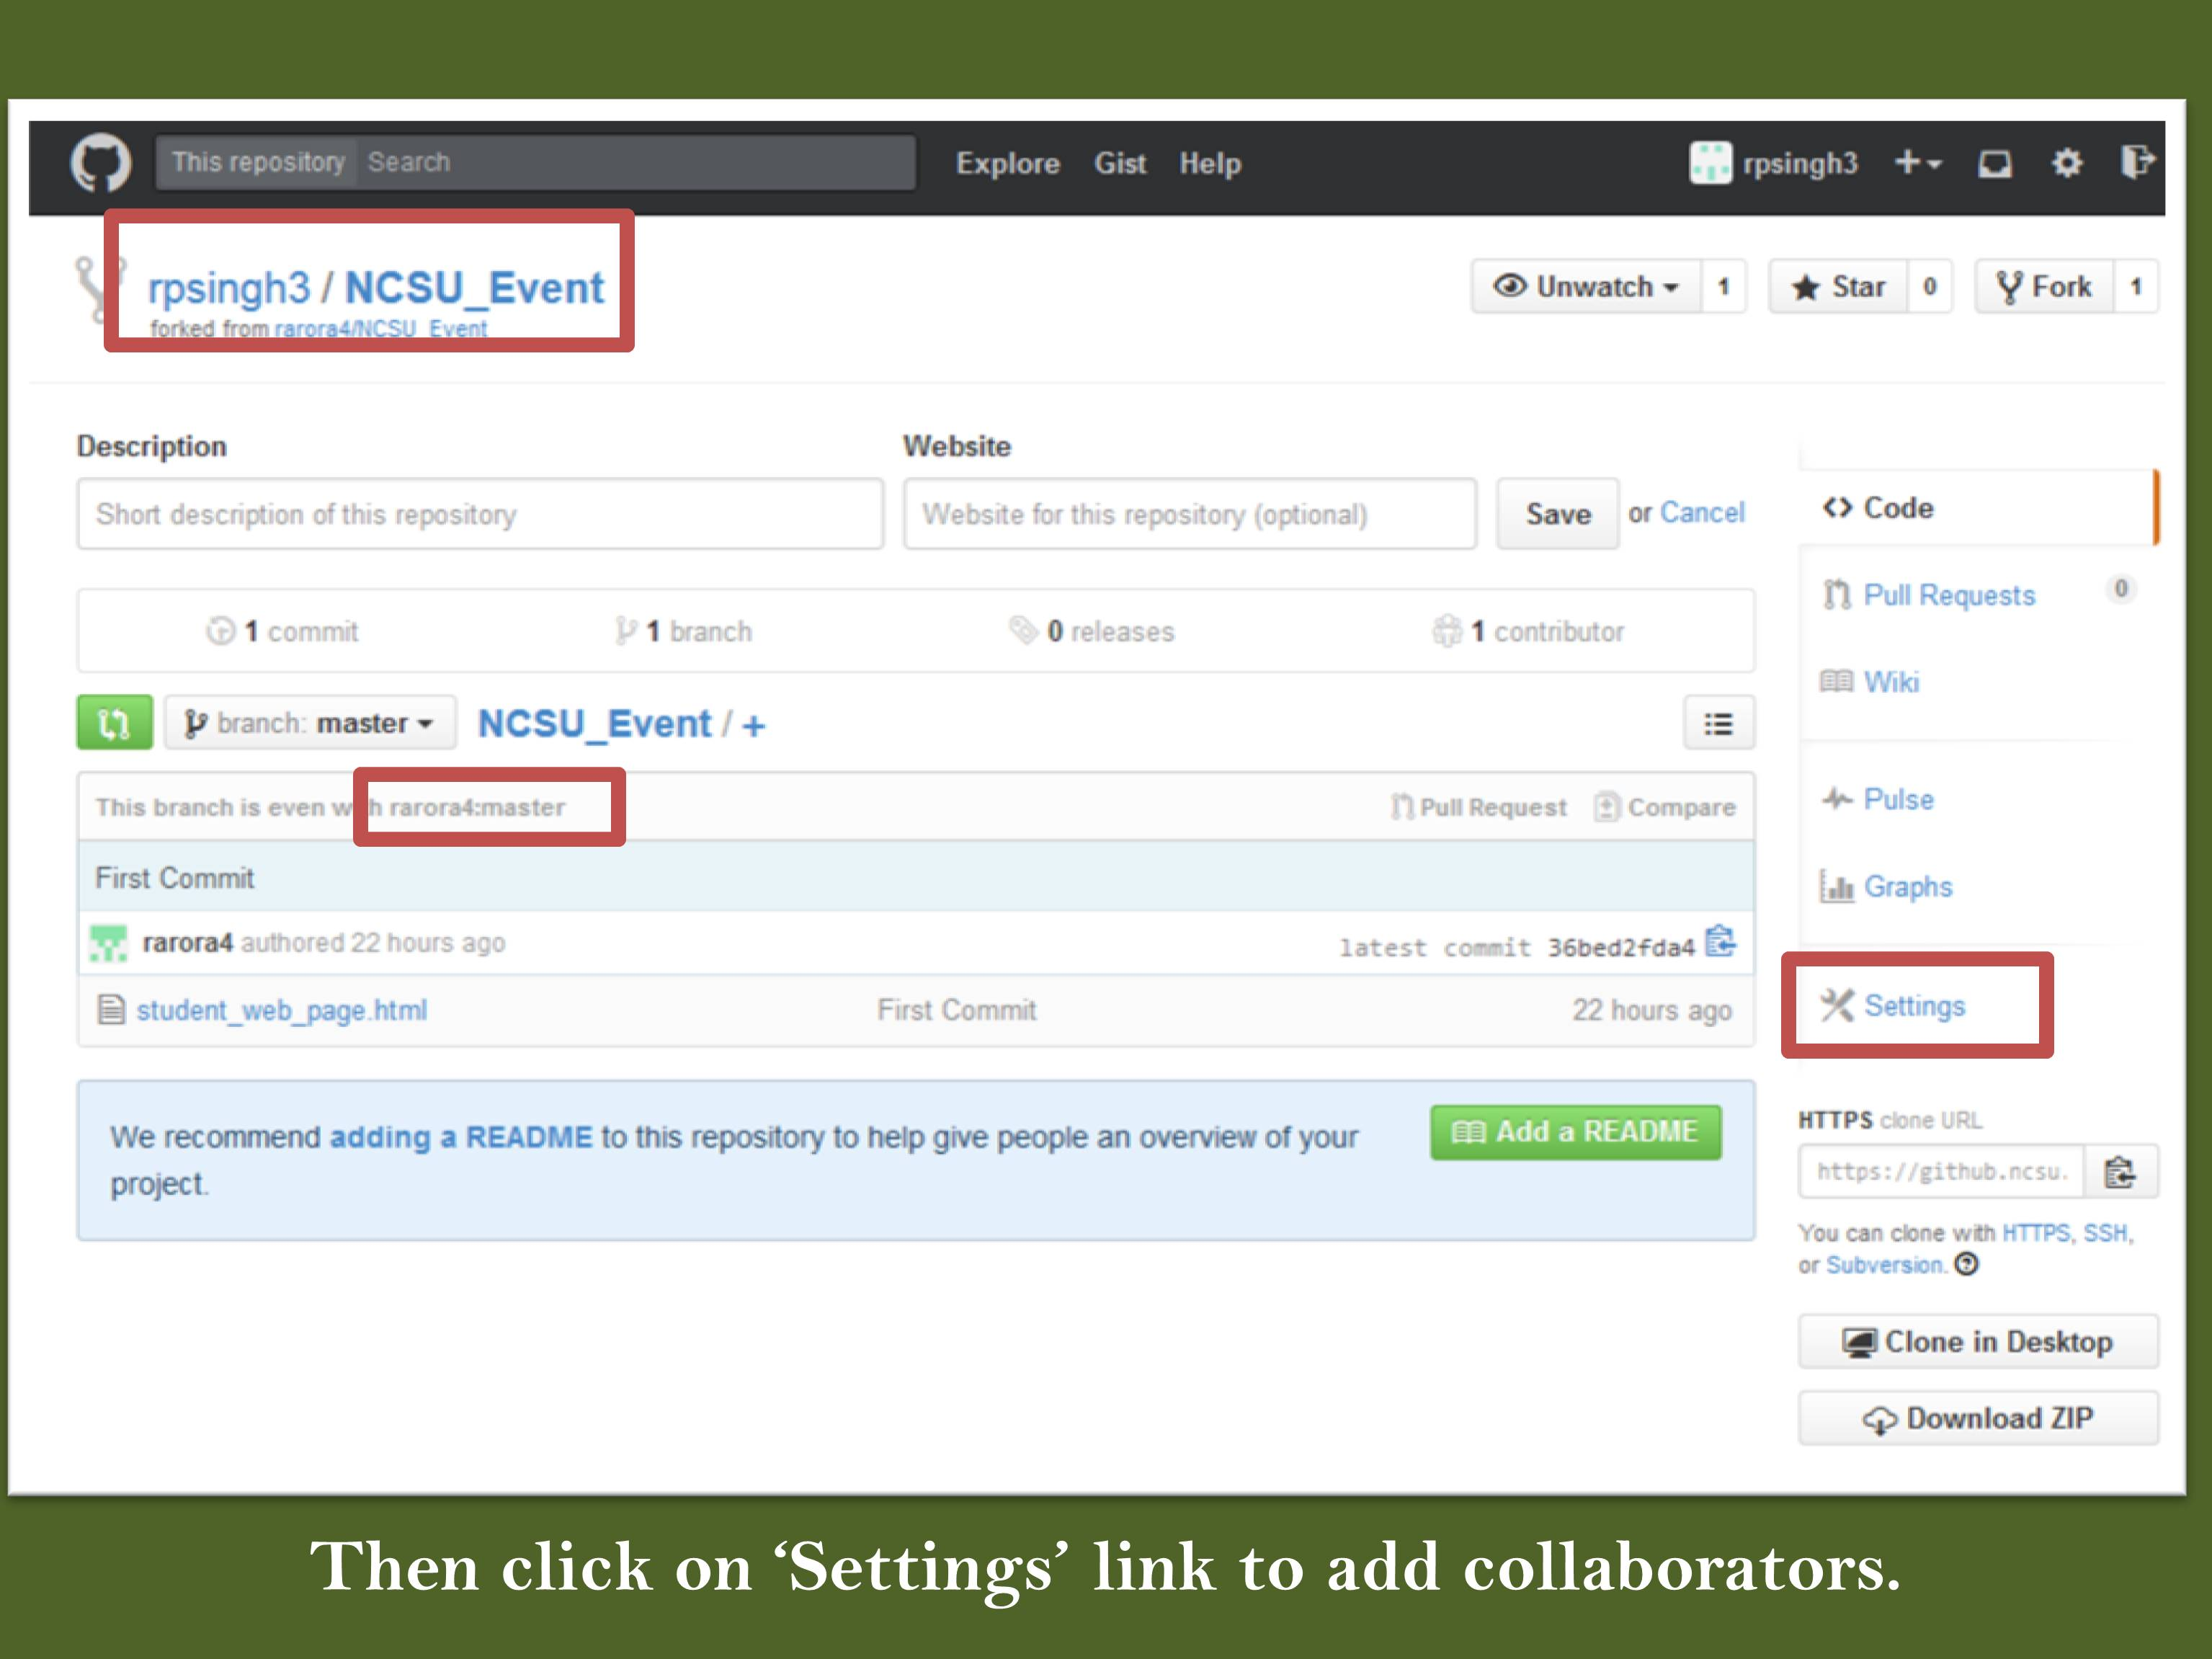 This repository Search Explore Gist Help rpsingh3
rpsingh3 / NCSU_Event
forked from rarora4/NCSU_Event
Unwatch 1 Star 0 Fork 1
Description Website
Short description of this repository Website for this repository (optional) Save or Cancel
1 commit 1 branch 0 releases 1 contributor
branch: master NCSU_Event / +
This branch is even with rarora4:master Pull Request Compare
First Commit
rarora4 authored 22 hours ago latest commit 36bed2fda4
student_web_page.html First Commit 22 hours ago
We recommend adding a README to this repository to help give people an overview of your
project.
Add a README
Code
Pull Requests 0
Wiki
Pulse
Graphs
Settings
HTTPS clone URL
https://github.ncsu.
You can clone with HTTPS, SSH,
or Subversion.
Clone in Desktop
Download ZIP
Then click on ‘Settings’ link to add collaborators.